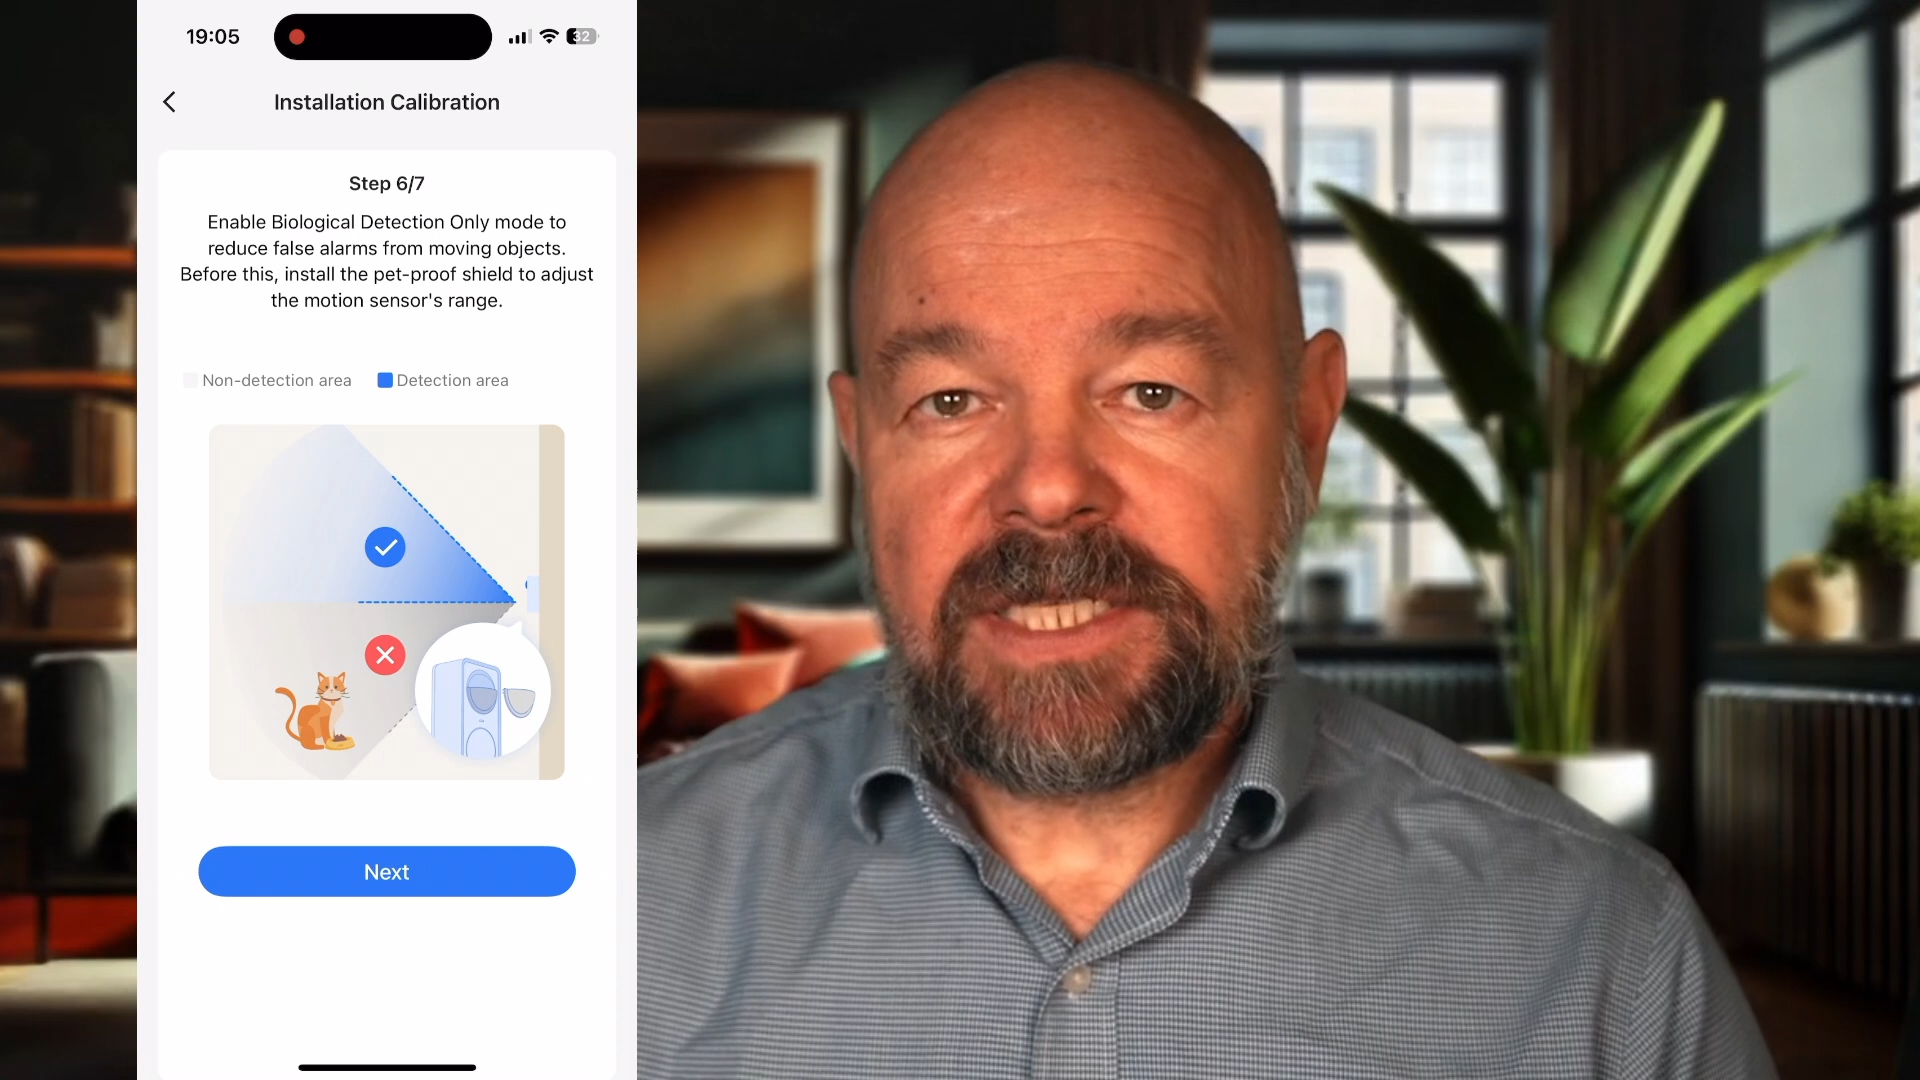 19:05
32
Installation Calibration
Step 6/7
Enable Biological Detection Only mode to
reduce false alarms from moving objects.
Before this, install the pet-proof shield to adjust
the motion sensor's range.
Non-detection area
Detection area
Next